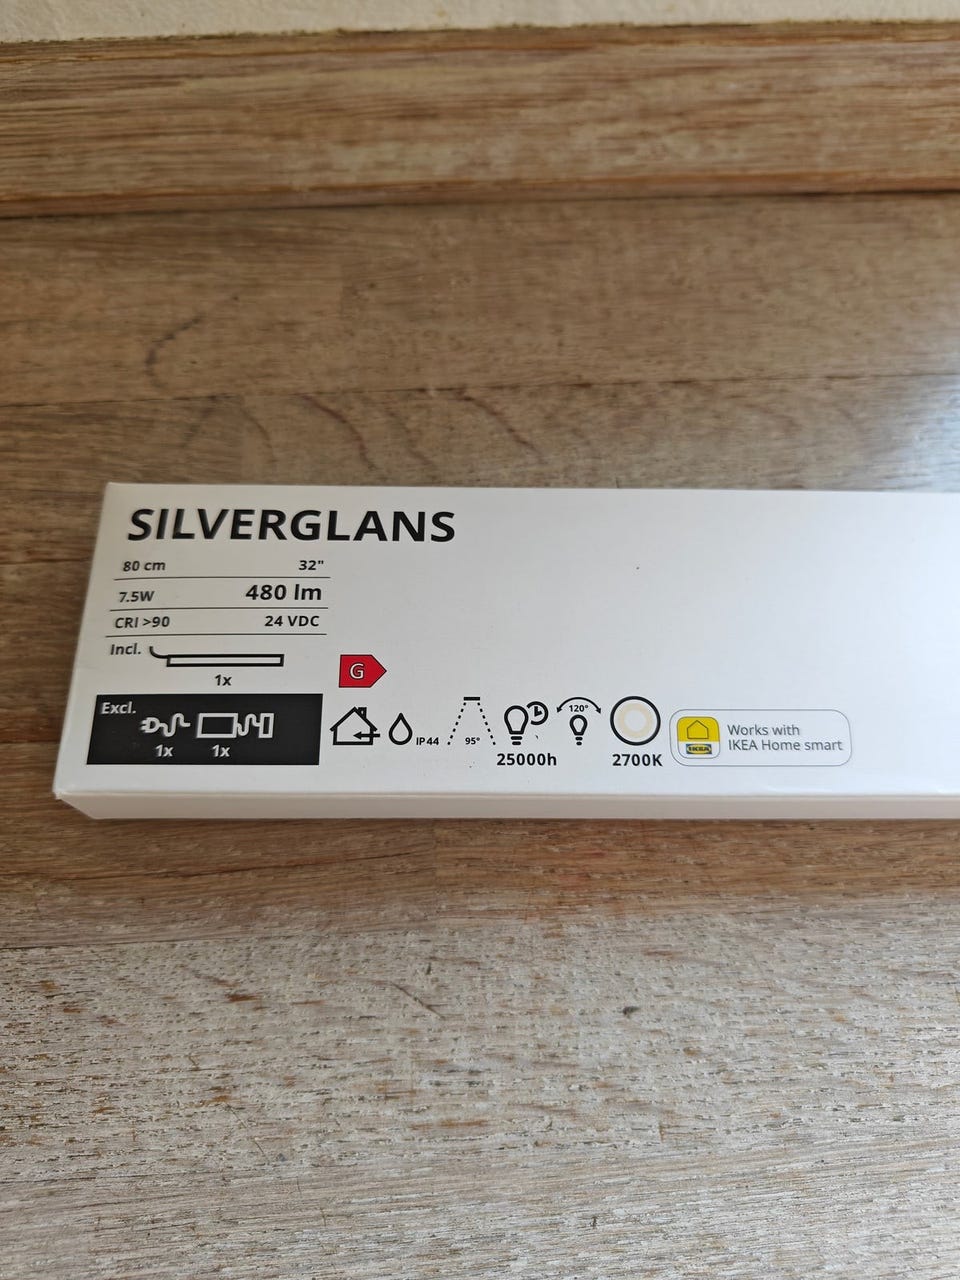 SILVERGLANS
80 cm 32"
7.5W 480 lm
CRI >90 24 VDC
Incl.
1x
G
Excl.
1x 1x
IP44
95°
25000h
120°
2700K
IKEA
Works with
IKEA Home smart